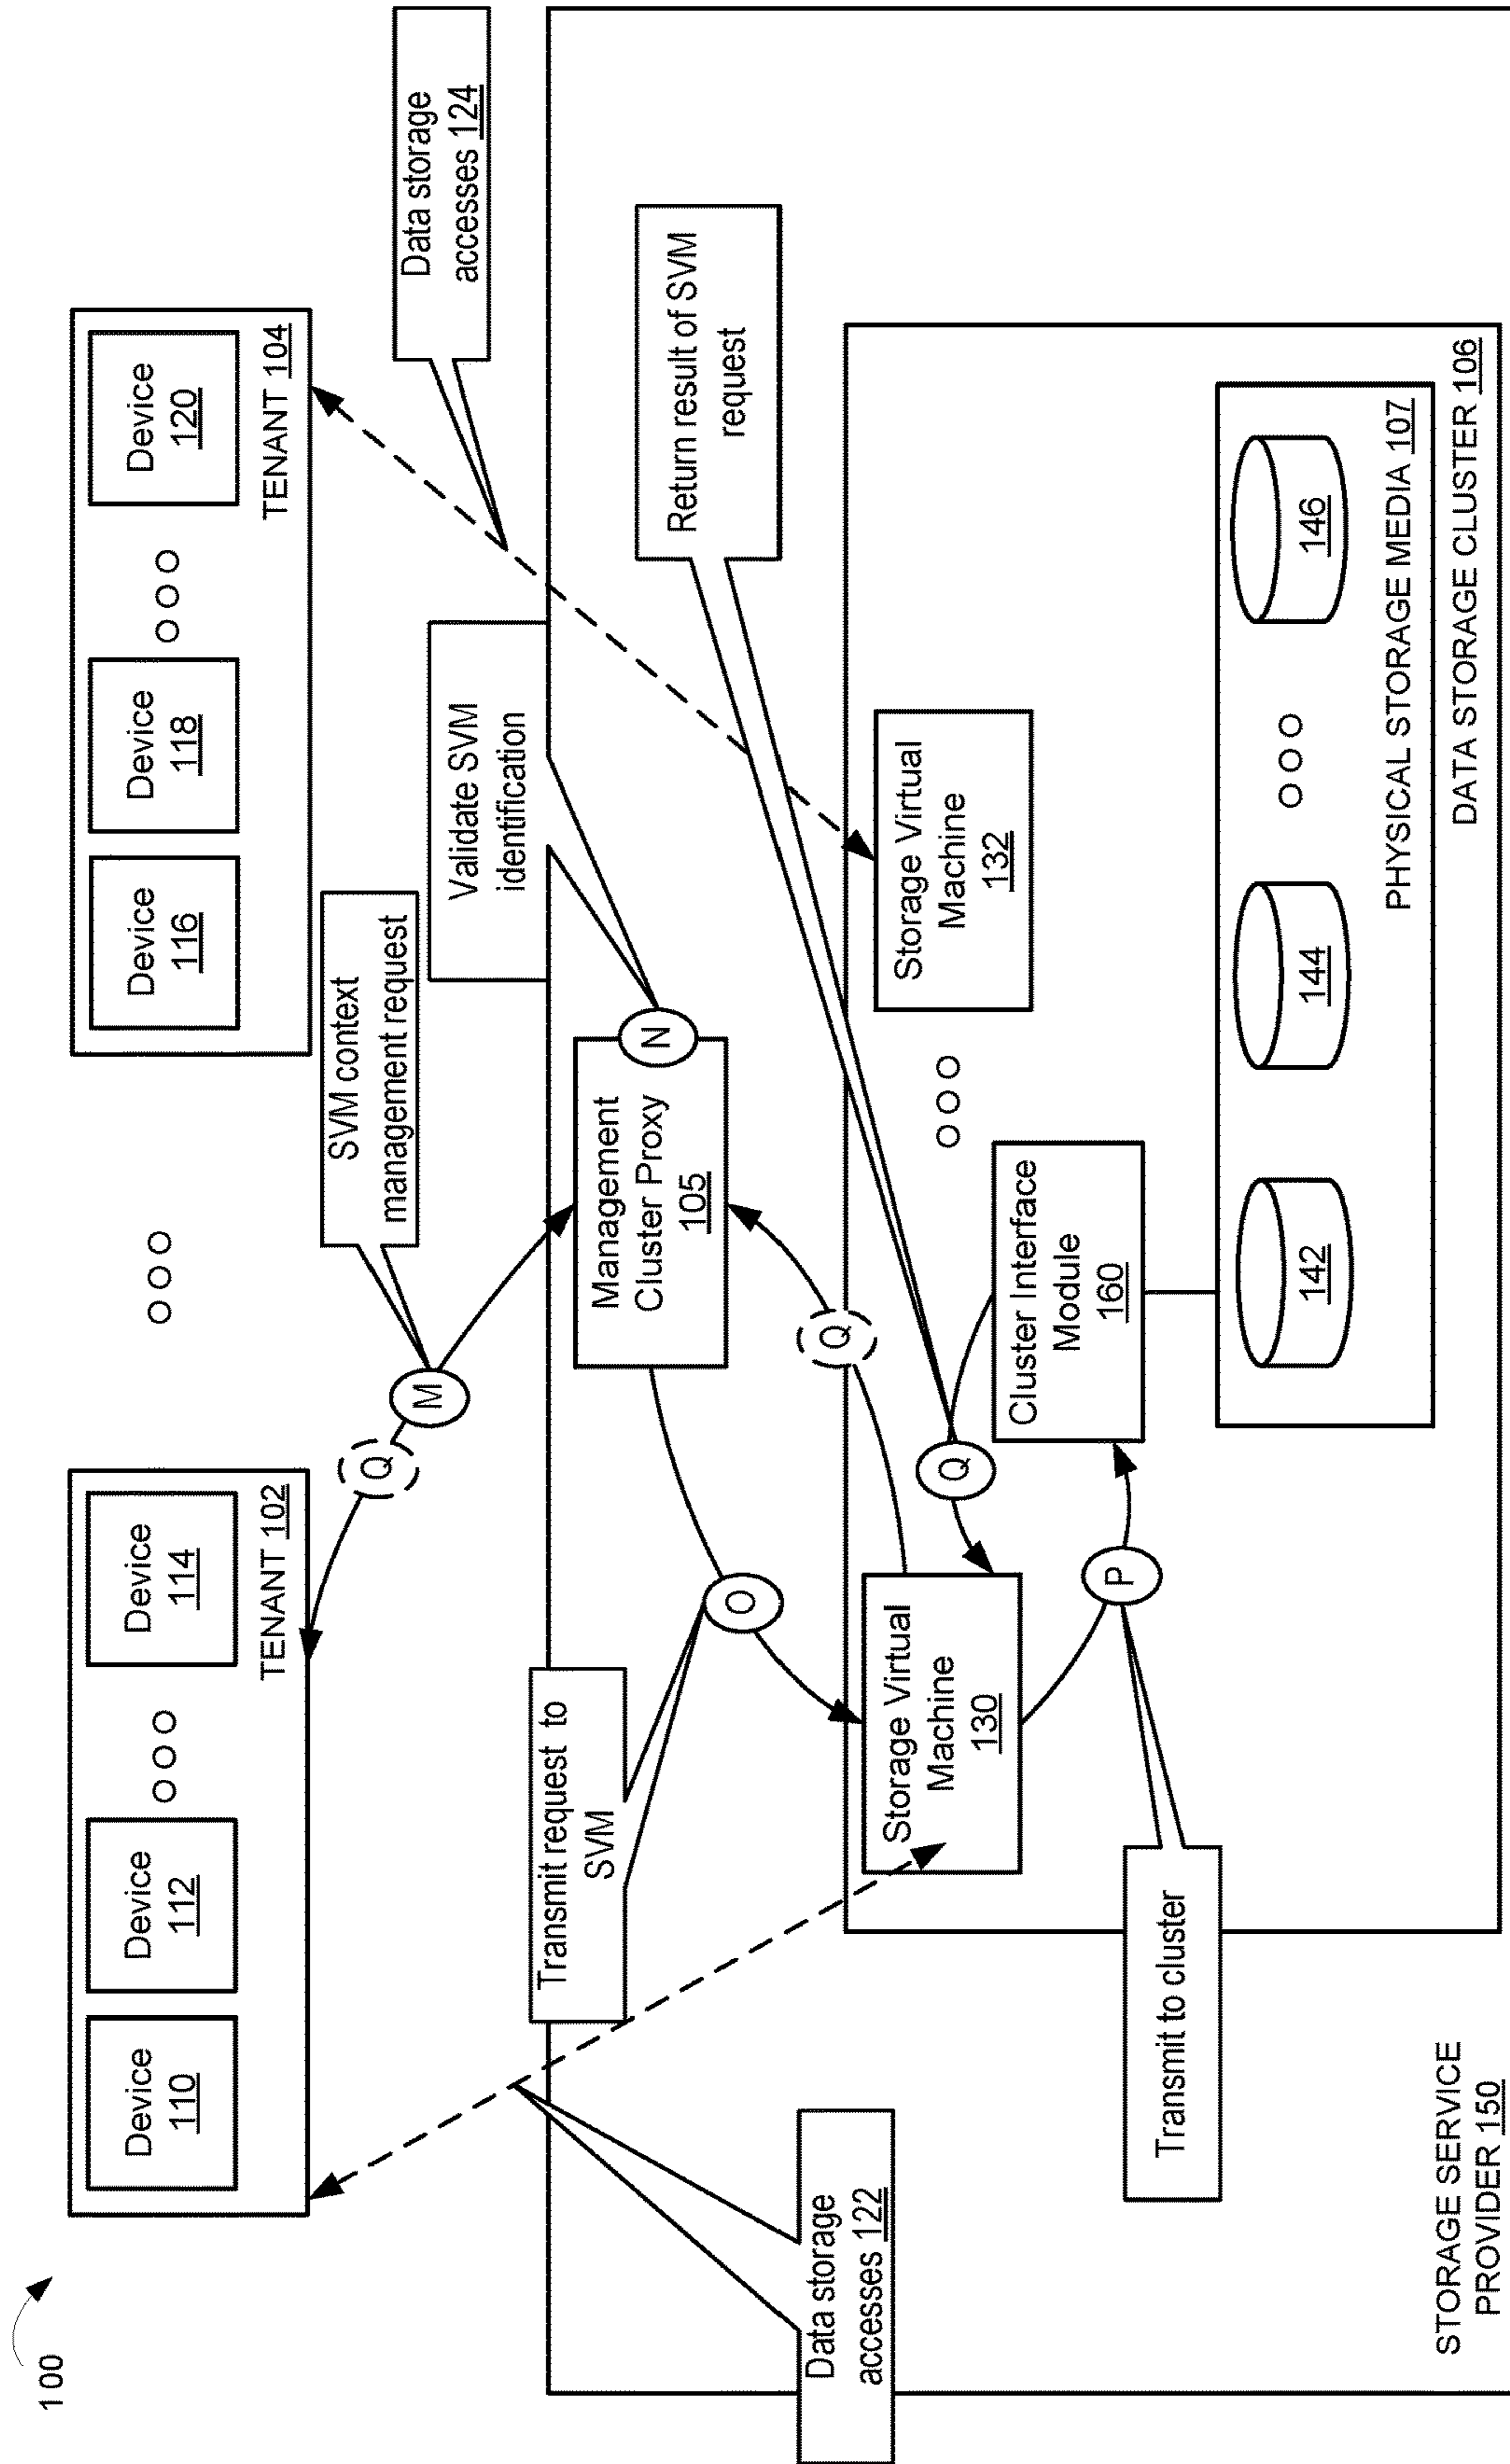 100
Device
110
Device
112
Device
114
TENANT 102
Device
116
Device
118
Device
120
TENANT 104
Q
M
SVM context
management request
Data storage
accesses 124
Validate SVM
identification
N
Management
Cluster Proxy
105
Transmit request to
SVM
O
Q
Return result of SVM
request
Data storage
accesses 122
Storage Virtual
Machine
130
Storage Virtual
Machine
132
Q
P
Cluster Interface
Module
160
Transmit to cluster
142
144
146
PHYSICAL STORAGE MEDIA 107
DATA STORAGE CLUSTER 106
STORAGE SERVICE
PROVIDER 150